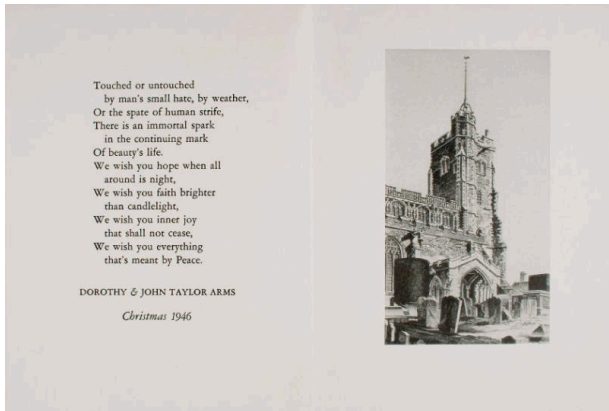 Touched or untouched
by man's small hate, by weather,
Or the spate of human strife,
There is an immortal spark
in the continuing mark
Of beauty's life.
We wish you hope when all
around is night,
We wish you faith brighter
than candlelight,
We wish you inner joy
that shall not cease,
We wish you everything
that's meant by Peace.
DOROTHY & JOHN TAYLOR ARMS
Christmas 1946